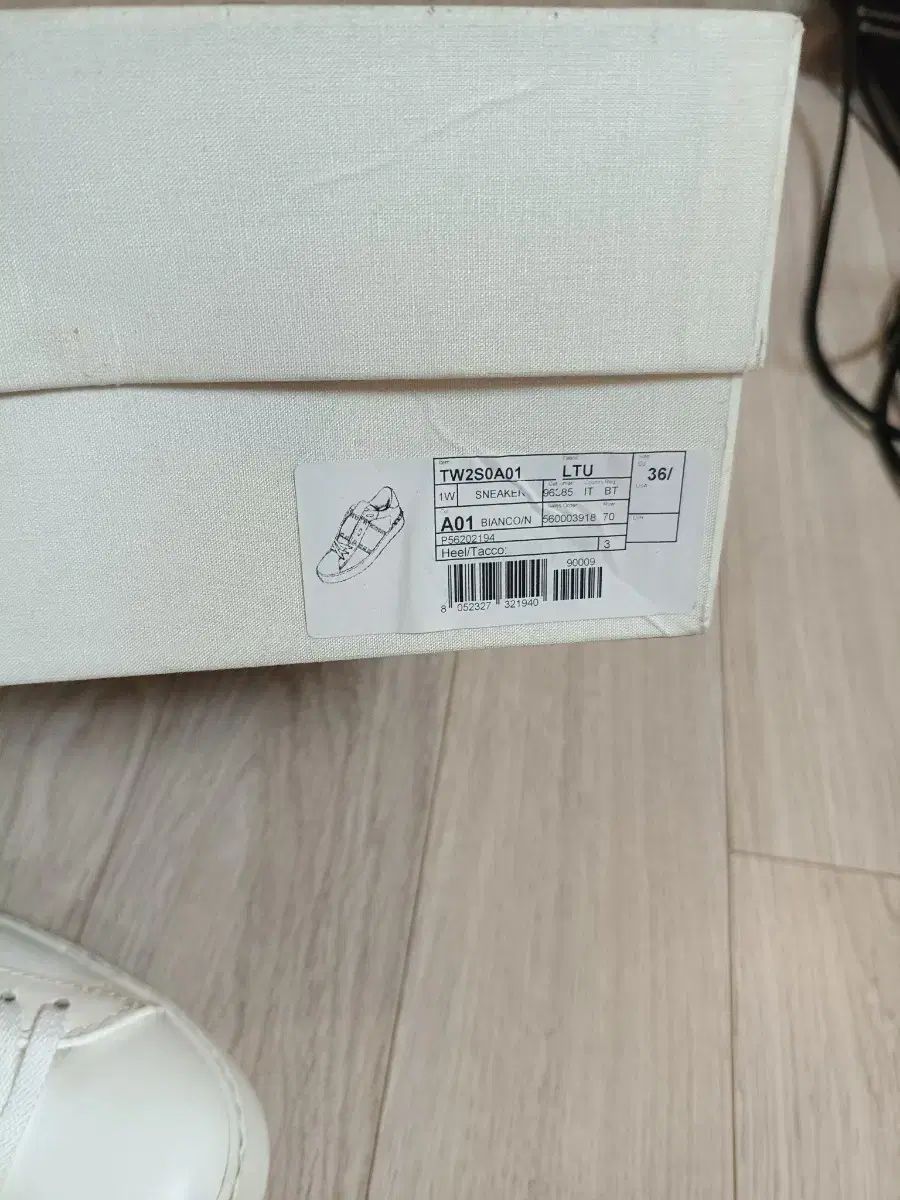 TW2S0A01 LTU 36/
1W SNEAKER 96385 IT BT
A01 BIANCO/N 560003918 70
P56202194
Heel/Tacco: 3
90009
8 052327 321940